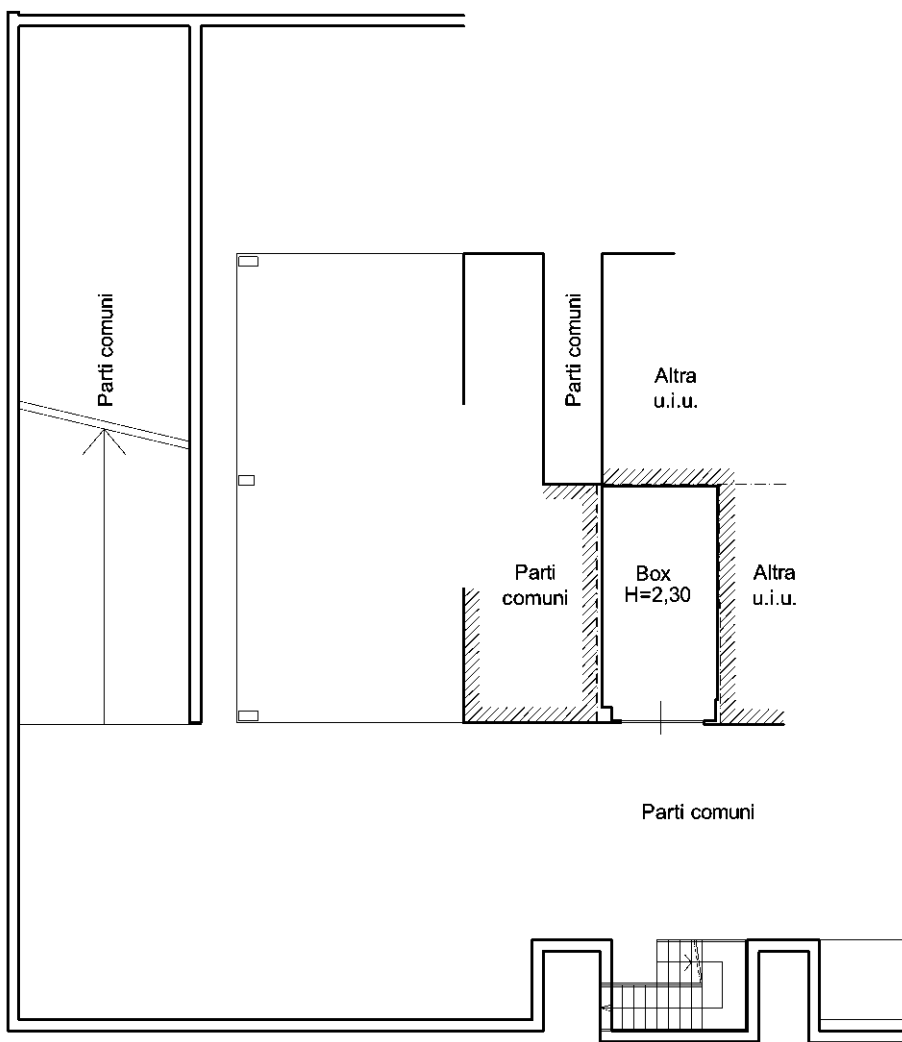 Parti comuni
Parti comuni
Altra
u.i.u.
Parti
comuni
Box
H=2,30
Altra
u.i.u.
Parti comuni